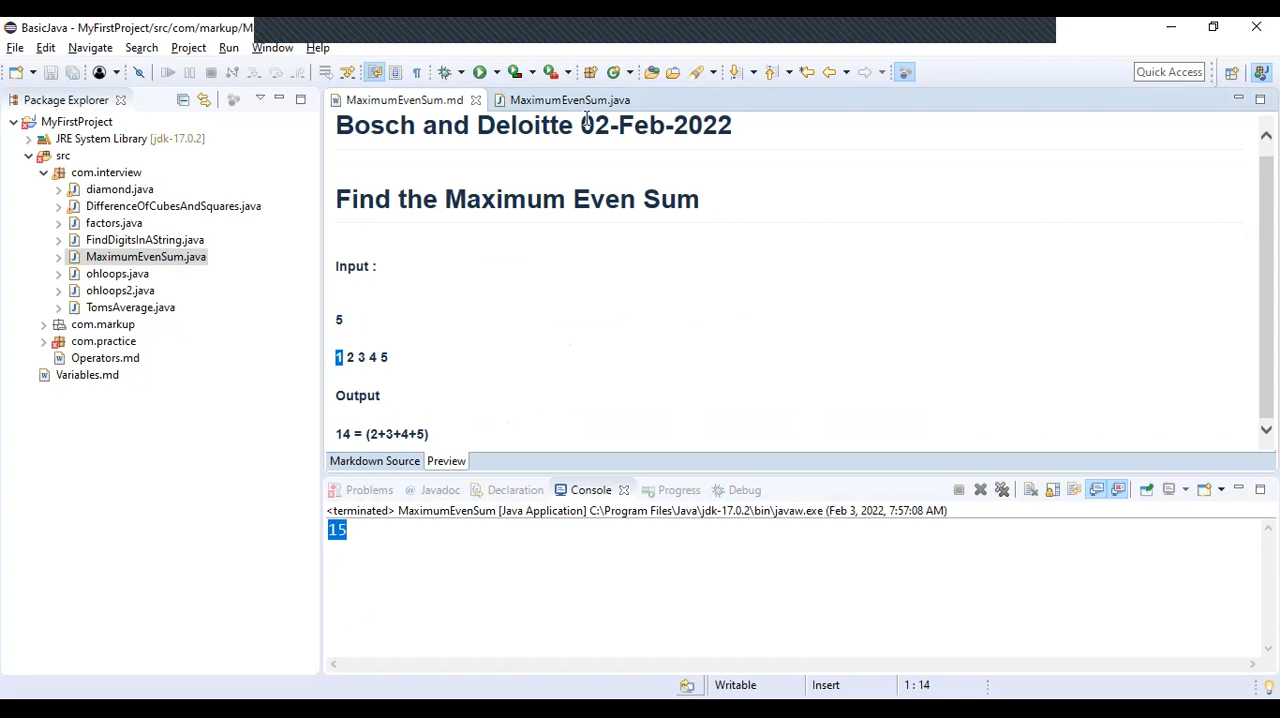 BasicJava - MyFirstProject/src/com/markup/M
File Edit Navigate Search Project Run Window Help
Quick Access
Package Explorer
MyFirstProject
JRE System Library [jdk-17.0.2]
src
com.interview
diamond.java
DifferenceOfCubesAndSquares.java
factors.java
FindDigitsInAString.java
MaximumEvenSum.java
ohloops.java
ohloops2.java
TomsAverage.java
com.markup
com.practice
Operators.md
Variables.md
MaximumEvenSum.md MaximumEvenSum.java
Bosch and Deloitte 02-Feb-2022
Find the Maximum Even Sum
Input :
5
1 2 3 4 5
Output
14 = (2+3+4+5)
Markdown Source Preview
Problems Javadoc Declaration Console Progress Debug
<terminated> MaximumEvenSum [Java Application] C:\Program Files\Java\jdk-17.0.2\bin\javaw.exe (Feb 3, 2022, 7:57:08 AM)
15
Writable Insert 1 : 14